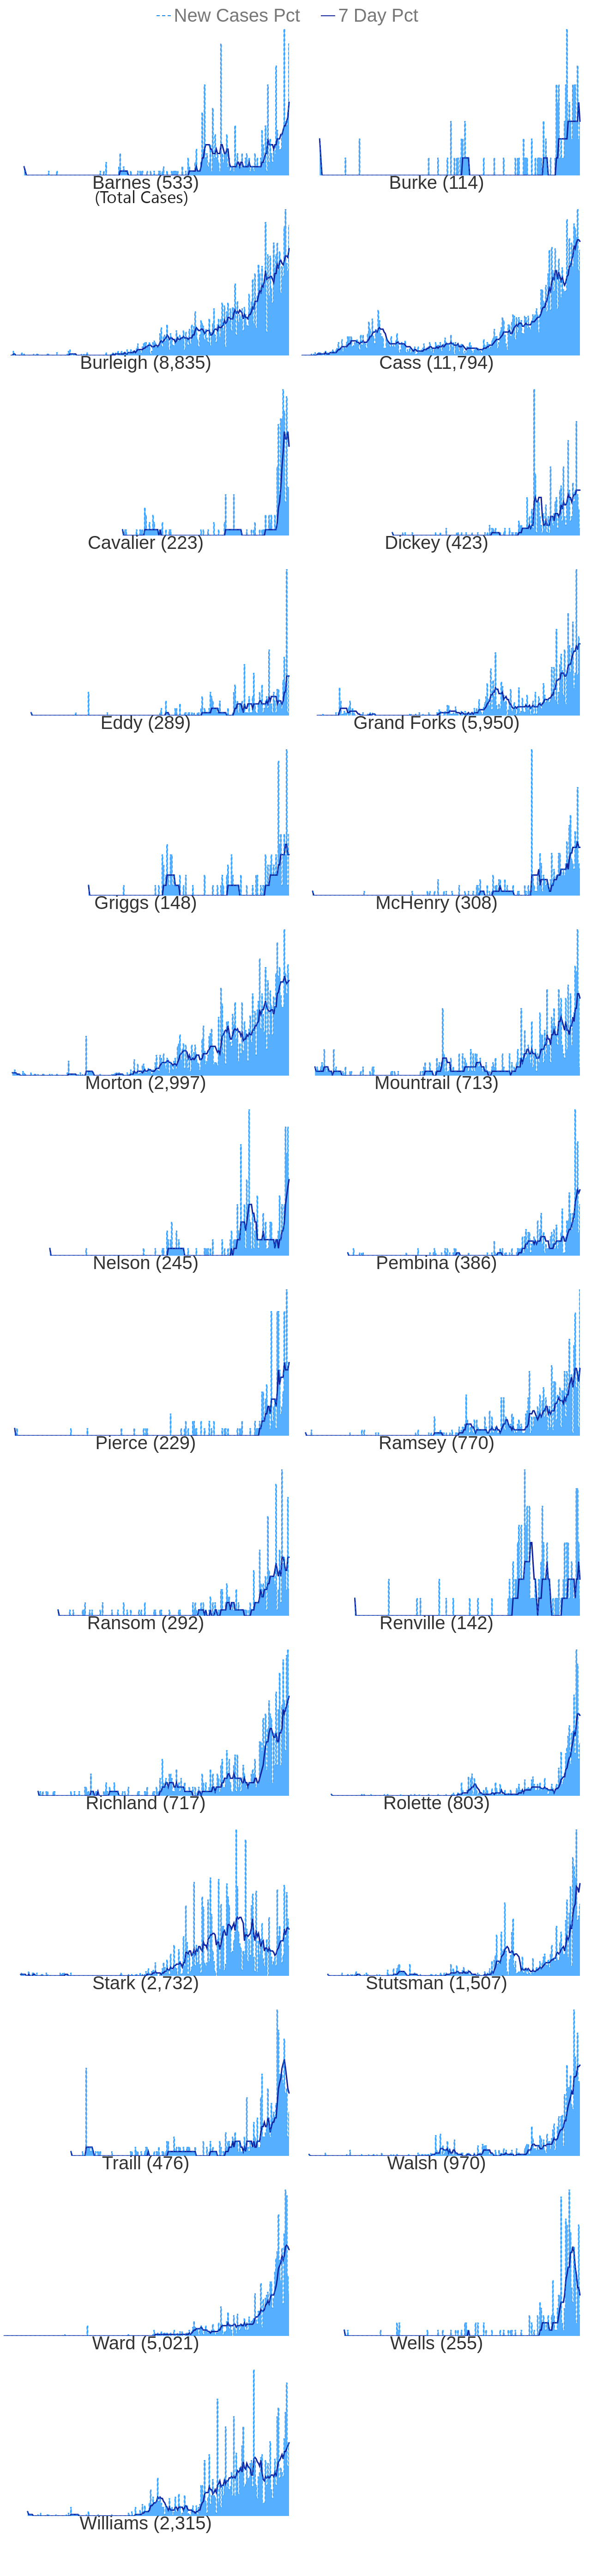 New Cases Pct 7 Day Pct
Barnes (533) Burke (114)
(Total Cases)
Burleigh (8,835) Cass (11,794)
Cavalier (223) Dickey (423)
Eddy (289) Grand Forks (5,950)
Griggs (148) McHenry (308)
Morton (2,997) Mountrail (713)
Nelson (245) Pembina (386)
Pierce (229) Ramsey (770)
Ransom (292) Renville (142)
Richland (717) Rolette (803)
Stark (2,732) Stutsman (1,507)
Traill (476) Walsh (970)
Ward (5,021) Wells (255)
Williams (2,315)